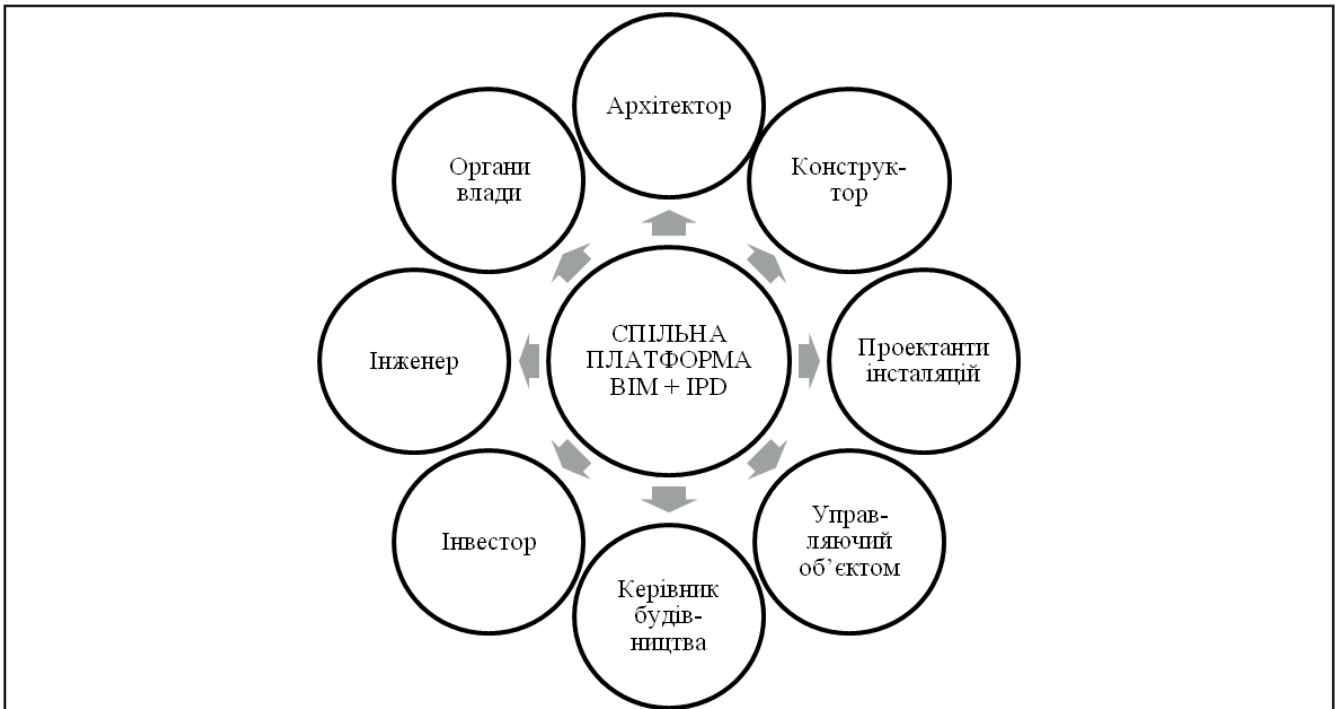 Архітектор
Конструк-
тор
Проектанти
інсталяцій
Управ-
ляючий
об’єктом
Керівник
будів-
ництва
Інвестор
Інженер
Органи
влади
СПІЛЬНА
ПЛАТФОРМА
BIM + IPD